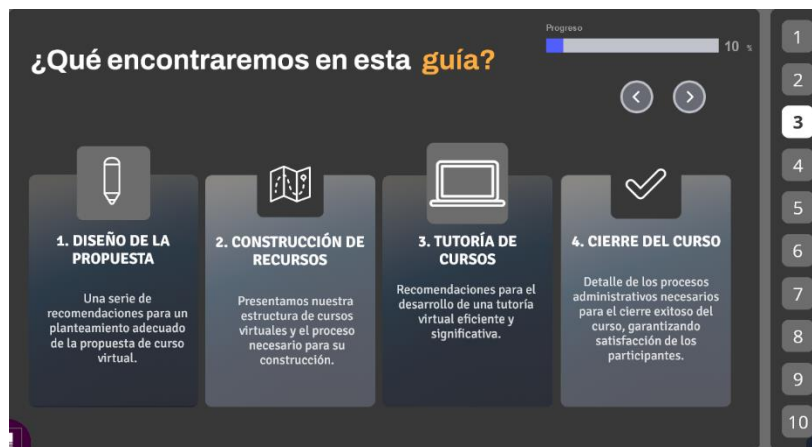 Progreso
10 %
¿Qué encontraremos en esta guía?
1. DISEÑO DE LA
PROPUESTA
Una serie de
recomendaciones para un
planteamiento adecuado
de la propuesta de curso
virtual.
2. CONSTRUCCIÓN DE
RECURSOS
Presentamos nuestra
estructura de cursos
virtuales y el proceso
necesario para su
construcción.
3. TUTORÍA DE
CURSOS
Recomendaciones para el
desarrollo de una tutoría
virtual eficiente y
significativa.
4. CIERRE DEL CURSO
Detalle de los procesos
administrativos necesarios
para el cierre exitoso del
curso, garantizando
satisfacción de los
participantes.
1
2
3
4
5
6
7
8
9
10